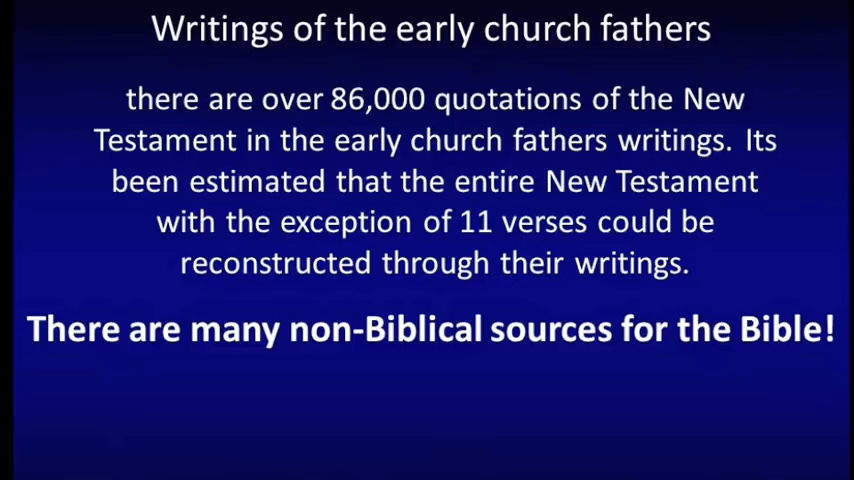 Writings of the early church fathers
there are over 86,000 quotations of the New
Testament in the early church fathers writings. Its
been estimated that the entire New Testament
with the exception of 11 verses could be
reconstructed through their writings.
There are many non-Biblical sources for the Bible!